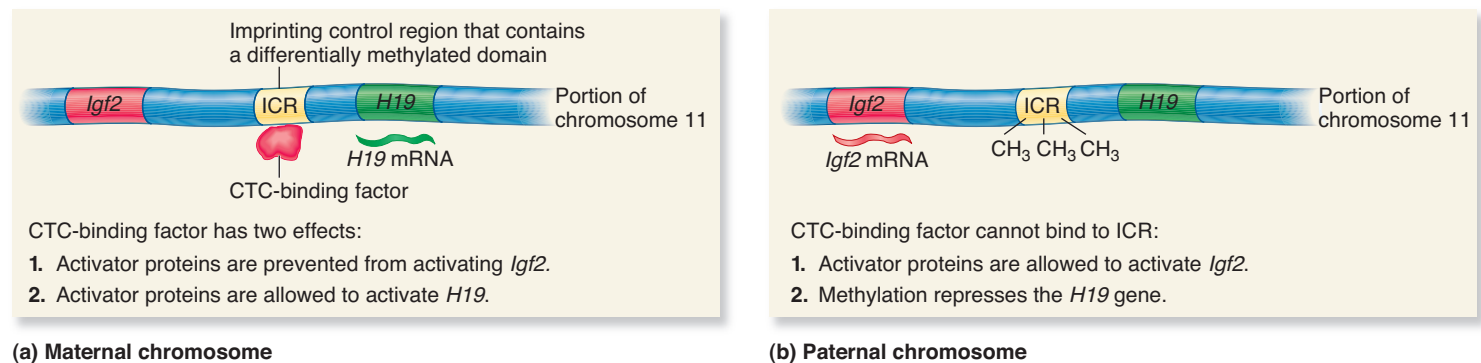 Imprinting control region that contains
a differentially methylated domain
Igf2
ICR
H19
Portion of
chromosome 11
H19 mRNA
CTC-binding factor
CTC-binding factor has two effects:
1. Activator proteins are prevented from activating Igf2.
2. Activator proteins are allowed to activate H19.
(a) Maternal chromosome
Igf2
ICR
H19
Portion of
chromosome 11
Igf2 mRNA
CH₃ CH₃ CH₃
CTC-binding factor cannot bind to ICR:
1. Activator proteins are allowed to activate Igf2.
2. Methylation represses the H19 gene.
(b) Paternal chromosome